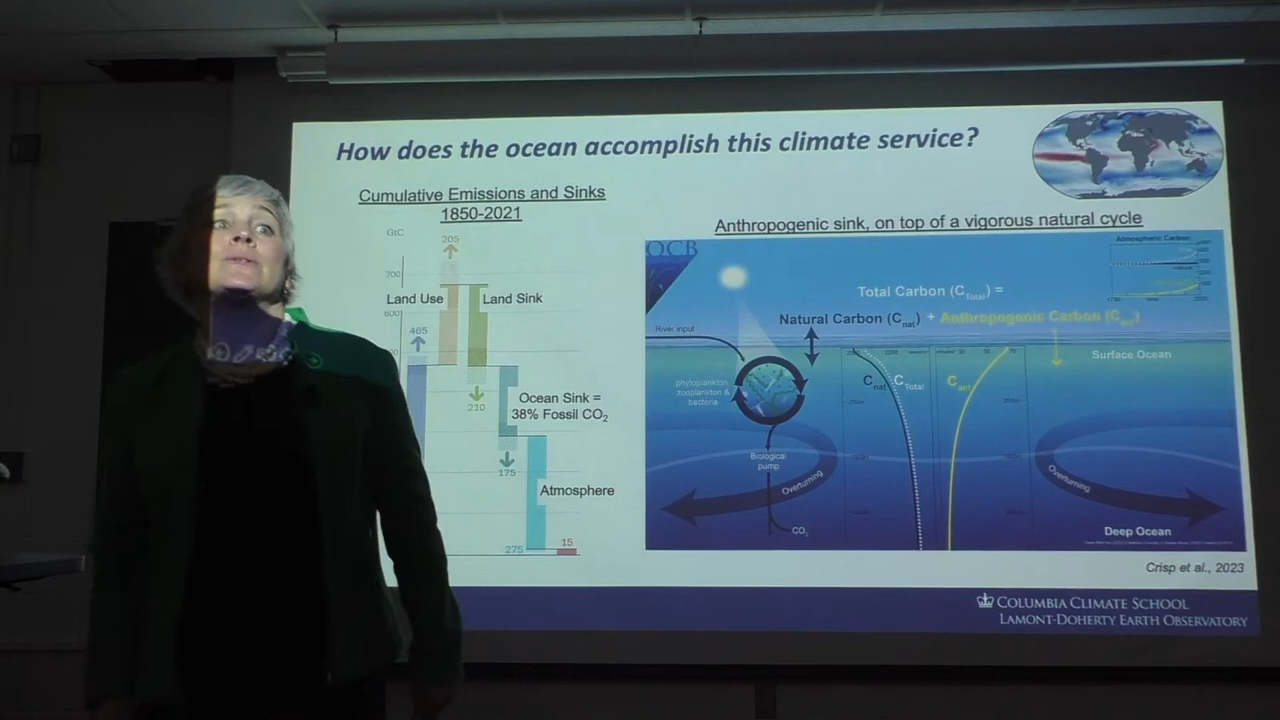 How does the ocean accomplish this climate service?
Cumulative Emissions and Sinks
1850-2021
GtC
205
700
Land Use
Land Sink
600
465
210
Ocean Sink =
38% Fossil CO2
175
Atmosphere
275
15
Anthropogenic sink, on top of a vigorous natural cycle
OCB
Atmospheric Carbon
Total Carbon (CTotal) =
Natural Carbon (Cnat) + Anthropogenic Carbon (Cant)
River input
Surface Ocean
phytoplankton,
zooplankton &
bacteria
Cnat
CTotal
Cant
Biological
pump
Overturning
Overturning
CO2
Deep Ocean
Crisp et al., 2023
COLUMBIA CLIMATE SCHOOL
LAMONT-DOHERTY EARTH OBSERVATORY